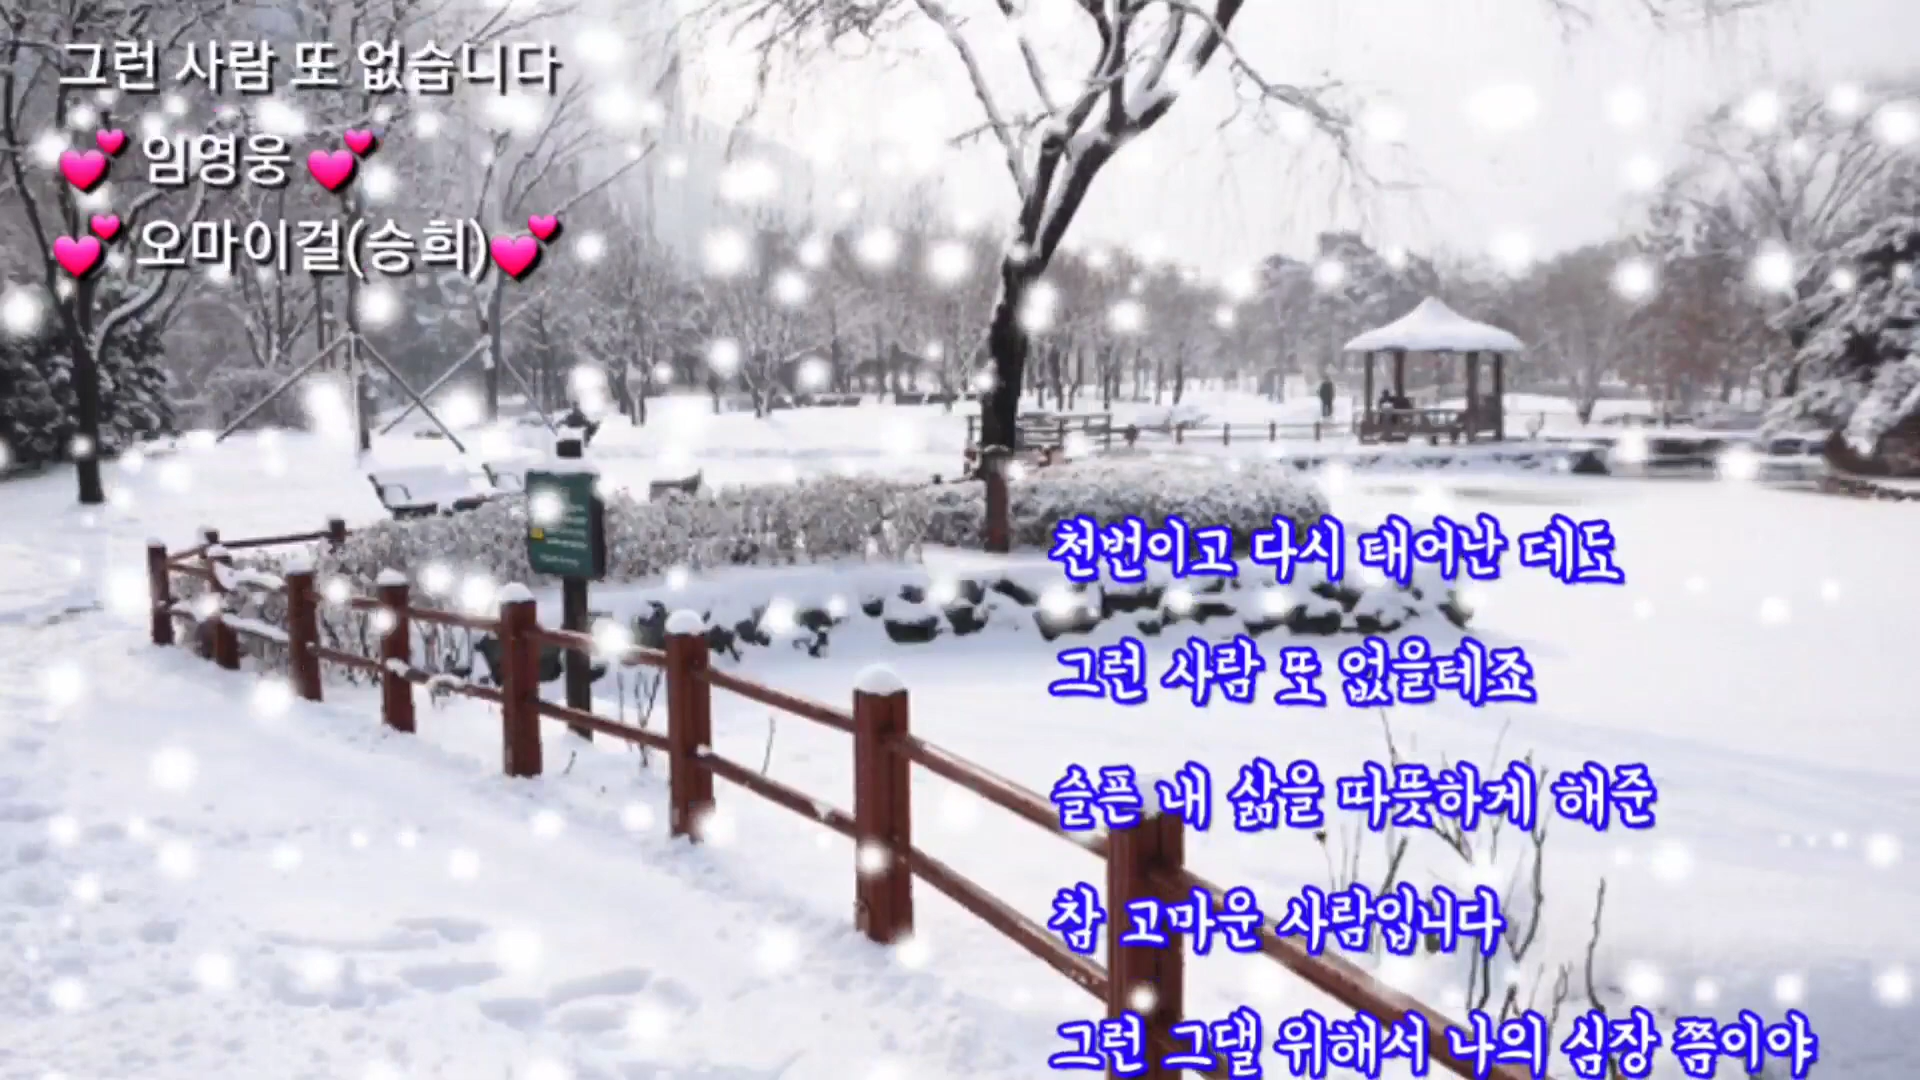 그런 사람 또 없습니다
💕 임영웅 💕
💕 오마이걸(승희)💕
천번이고 다시 태어난 데도
그런 사람 또 없을테죠
슬픈 내 삶을 따뜻하게 해준
참 고마운 사람입니다
그런 그댈 위해서 나의 심장 쯤이야